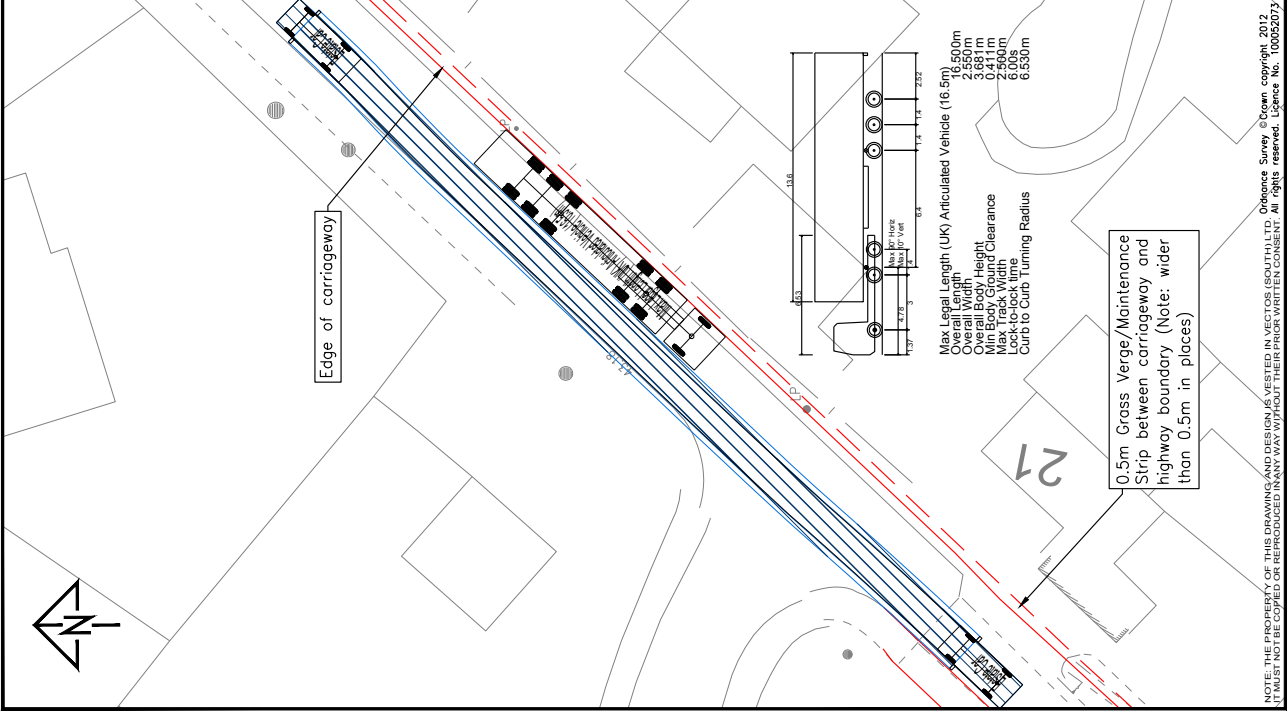 Edge of carriageway
LP
LP
21
N
13.6
6.53
Max 90° Horiz
Max 10° Vert
1.37
4.78
3
6.4
1.4
1.4
2.52
Max Legal Length (UK) Articulated Vehicle (16.5m)
Overall Length 16.500m
Overall Width 2.550m
Overall Body Height 3.681m
Min Body Ground Clearance 0.411m
Max Track Width 2.500m
Lock-to-lock time 6.00s
Curb to Curb Turning Radius 6.530m
0.5m Grass Verge/Maintenance
Strip between carriageway and
highway boundary (Note: wider
than 0.5m in places)
Ordnance Survey © Crown copyright 2012
NOTE: THE PROPERTY OF THIS DRAWING AND DESIGN IS VESTED IN VECTOS (SOUTH) LTD.
IT MUST NOT BE COPIED OR REPRODUCED IN ANY WAY WITHOUT THEIR PRIOR WRITTEN CONSENT. All rights reserved. Licence No. 100052073